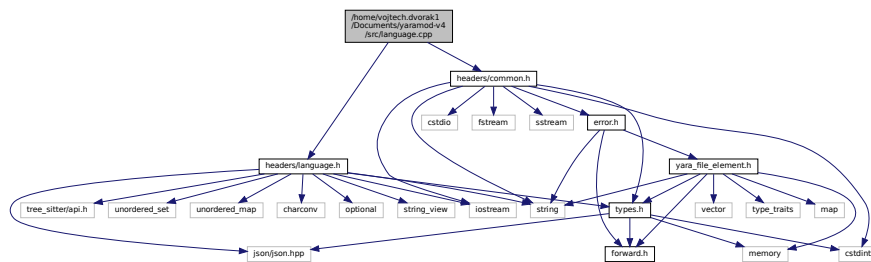 /home/vojtech.dvorak1
/Documents/yaramod-v4
/src/language.cpp
headers/common.h
cstdio
fstream
sstream
error.h
headers/language.h
yara_file_element.h
tree_sitter/api.h
unordered_set
unordered_map
charconv
optional
string_view
iostream
string
types.h
vector
type_traits
map
json/json.hpp
forward.h
memory
cstdint